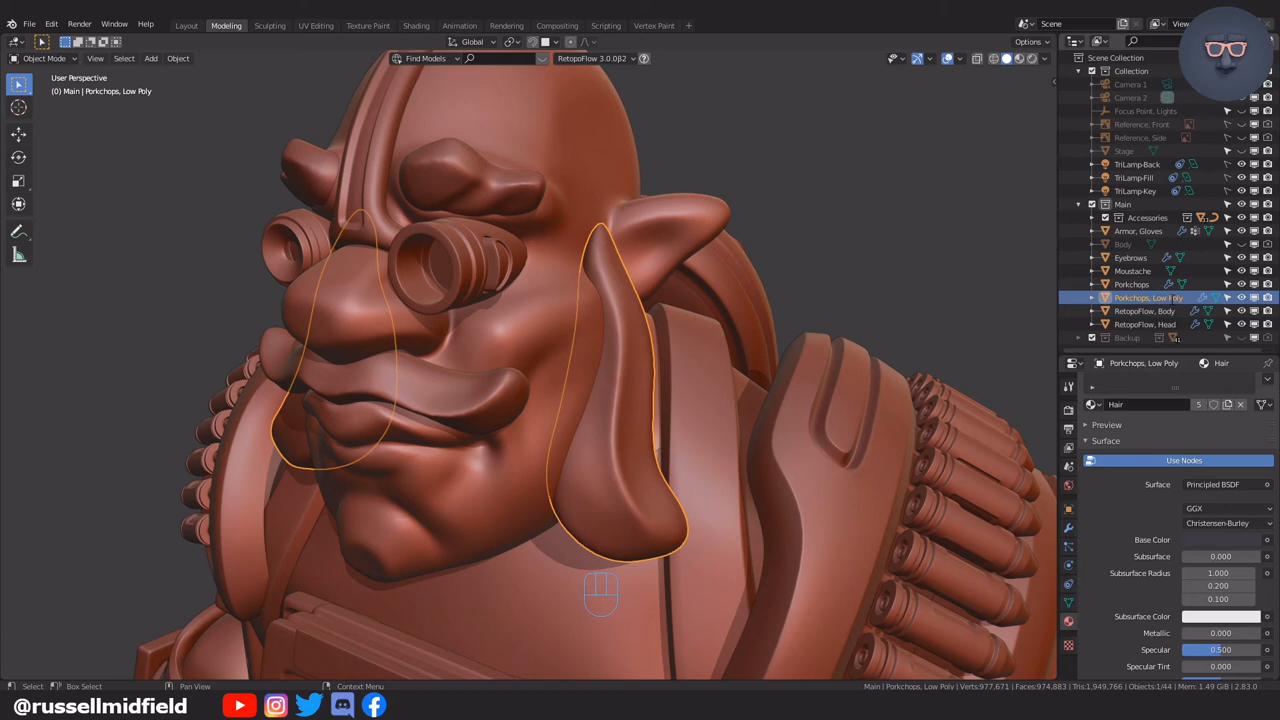 File Edit Render Window Help Layout Modeling Sculpting UV Editing Texture Paint Shading Animation Rendering Compositing Scripting Vertex Paint + Scene View
Global Options
Object Mode View Select Add Object Find Models RetopoFlow 3.0.0β2
User Perspective
(0) Main | Porkchops, Low Poly
Scene Collection
Collection
Camera 1
Camera 2
Focus Point, Lights
Reference, Front
Reference, Side
Stage
TriLamp-Back
TriLamp-Fill
TriLamp-Key
Main
Accessories
Armor, Gloves
Body
Eyebrows
Moustache
Porkchops
Porkchops, Low Poly
RetopoFlow, Body
RetopoFlow, Head
Backup
Porkchops, Low Poly > Hair
Hair 5
Preview
Surface
Use Nodes
Surface Principled BSDF
GGX
Christensen-Burley
Base Color
Subsurface 0.000
Subsurface Radius 1.000
0.200
0.100
Subsurface Color
Metallic 0.000
Specular 0.500
Specular Tint 0.000
Select Box Select Pan View Context Menu Main | Porkchops, Low Poly | Verts:977,671 | Faces:974,883 | Tris:1,949,766 | Objects:1/44 | Mem: 1.49 GiB | 2.83.0
@russellmidfield